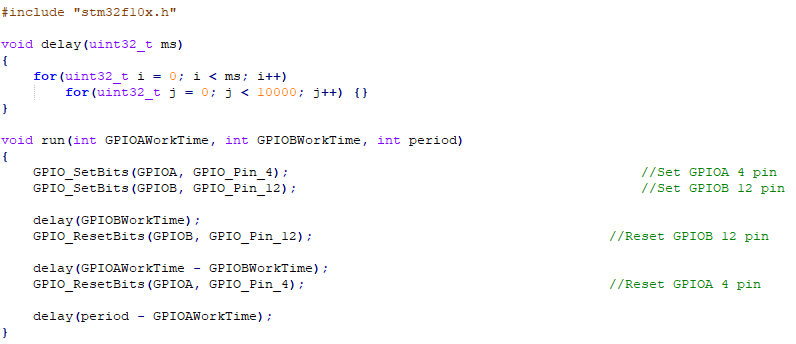 #include "stm32f10x.h"
void delay(uint32_t ms)
{
for(uint32_t i = 0; i < ms; i++)
for(uint32_t j = 0; j < 10000; j++) {}
}
void run(int GPIOAWorkTime, int GPIOBWorkTime, int period)
{
GPIO_SetBits(GPIOA, GPIO_Pin_4); //Set GPIOA 4 pin
GPIO_SetBits(GPIOB, GPIO_Pin_12); //Set GPIOB 12 pin
delay(GPIOBWorkTime);
GPIO_ResetBits(GPIOB, GPIO_Pin_12); //Reset GPIOB 12 pin
delay(GPIOAWorkTime - GPIOBWorkTime);
GPIO_ResetBits(GPIOA, GPIO_Pin_4); //Reset GPIOA 4 pin
delay(period - GPIOAWorkTime);
}